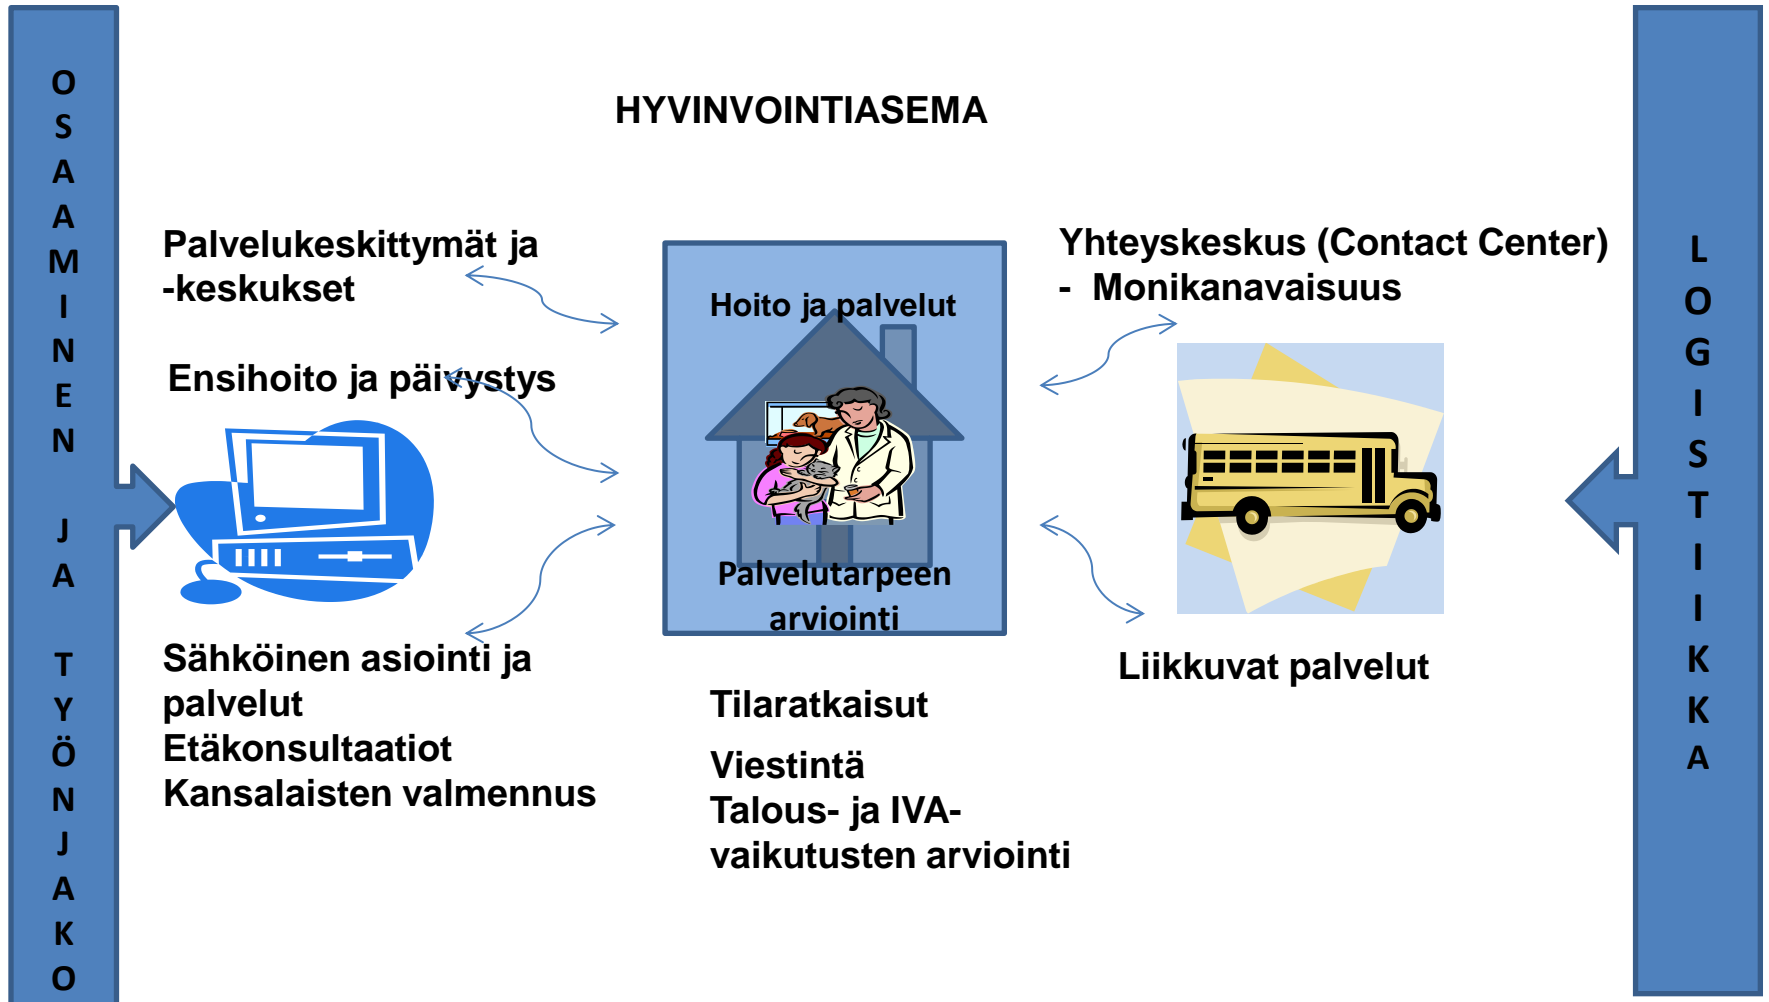 OSAAMINEN JA TYÖNJAKO
HYVINVOINTIASEMA
Palvelukeskittymät ja
-keskukset
Ensihoito ja päivystys
Sähköinen asiointi ja
palvelut
Etäkonsultaatiot
Kansalaisten valmennus
Hoito ja palvelut
Palvelutarpeen
arviointi
Tilaratkaisut
Viestintä
Talous- ja IVA-
vaikutusten arviointi
Yhteyskeskus (Contact Center)
- Monikanavaisuus
Liikkuvat palvelut
LOGISTIIKKA